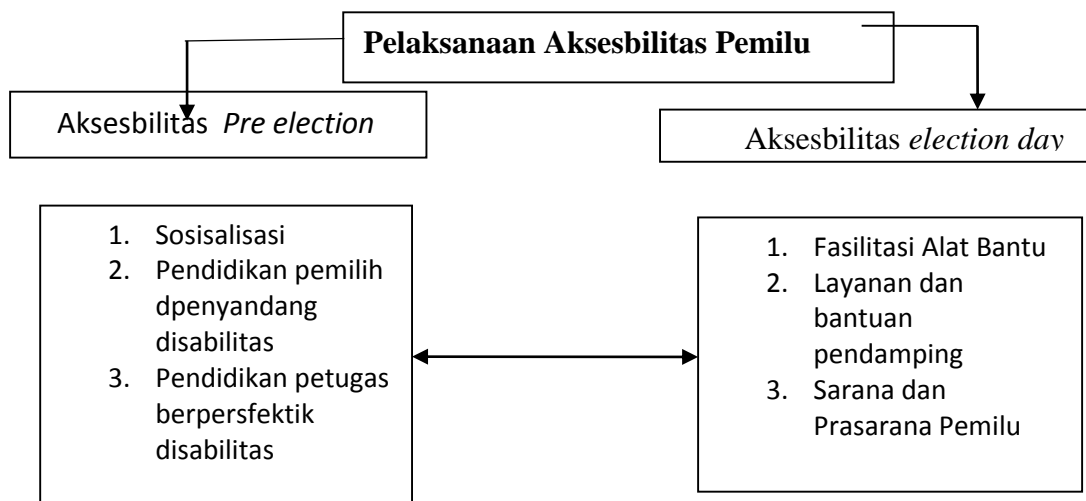 Pelaksanaan Aksesbilitas Pemilu
Aksesbilitas Pre election
Aksesbilitas election day
1. Sosisalisasi
2. Pendidikan pemilih
dpenyandang
disabilitas
3. Pendidikan petugas
berpersfektik
disabilitas
1. Fasilitasi Alat Bantu
2. Layanan dan
bantuan
pendamping
3. Sarana dan
Prasarana Pemilu